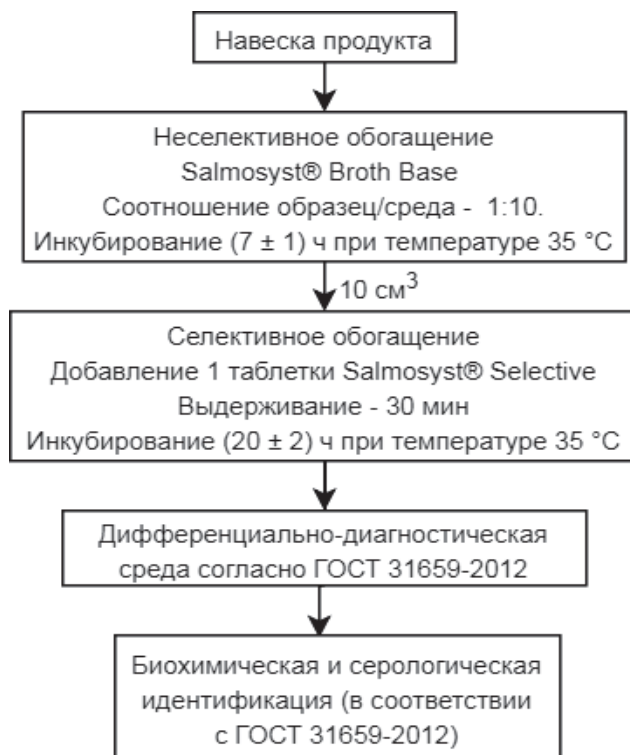 Навеска продукта
Неселективное обогащение
Salmosyst® Broth Base
Соотношение образец/среда - 1:10.
Инкубирование (7 ± 1) ч при температуре 35 °C
10 см³
Селективное обогащение
Добавление 1 таблетки Salmosyst® Selective
Выдерживание - 30 мин
Инкубирование (20 ± 2) ч при температуре 35 °C
Дифференциально-диагностическая
среда согласно ГОСТ 31659-2012
Биохимическая и серологическая
идентификация (в соответствии
с ГОСТ 31659-2012)